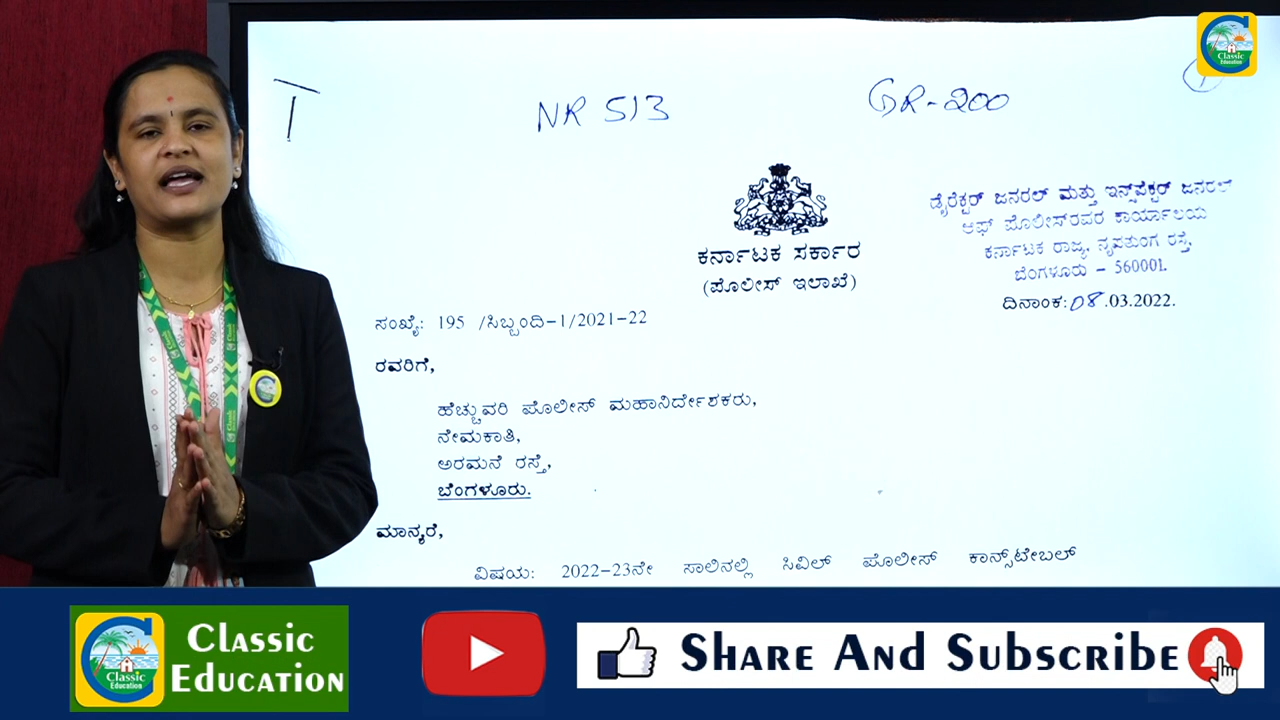 Classic
Education
T
NR 513
GR-200
ಕರ್ನಾಟಕ ಸರ್ಕಾರ
(ಪೊಲೀಸ್ ಇಲಾಖೆ)
ಡೈರೆಕ್ಟರ್ ಜನರಲ್ ಮತ್ತು ಇನ್ಸ್‌ಪೆಕ್ಟರ್ ಜನರಲ್
ಆಫ್ ಪೊಲೀಸ್‌ರವರ ಕಾರ್ಯಾಲಯ
ಕರ್ನಾಟಕ ರಾಜ್ಯ, ನೃಪತುಂಗ ರಸ್ತೆ,
ಬೆಂಗಳೂರು - 560001.
ದಿನಾಂಕ:08.03.2022.
ಸಂಖ್ಯೆ: 195 /ಸಿಬ್ಬಂದಿ-1/2021-22
ರವರಿಗೆ,
ಹೆಚ್ಚುವರಿ ಪೊಲೀಸ್ ಮಹಾನಿರ್ದೇಶಕರು,
ನೇಮಕಾತಿ,
ಅರಮನೆ ರಸ್ತೆ,
ಬೆಂಗಳೂರು.
ಮಾನ್ಯರೆ,
ವಿಷಯ: 2022-23ನೇ ಸಾಲಿನಲ್ಲಿ ಸಿವಿಲ್ ಪೊಲೀಸ್ ಕಾನ್ಸ್‌ಟೇಬಲ್
Classic
Education
Classic
Education
Share And Subscribe